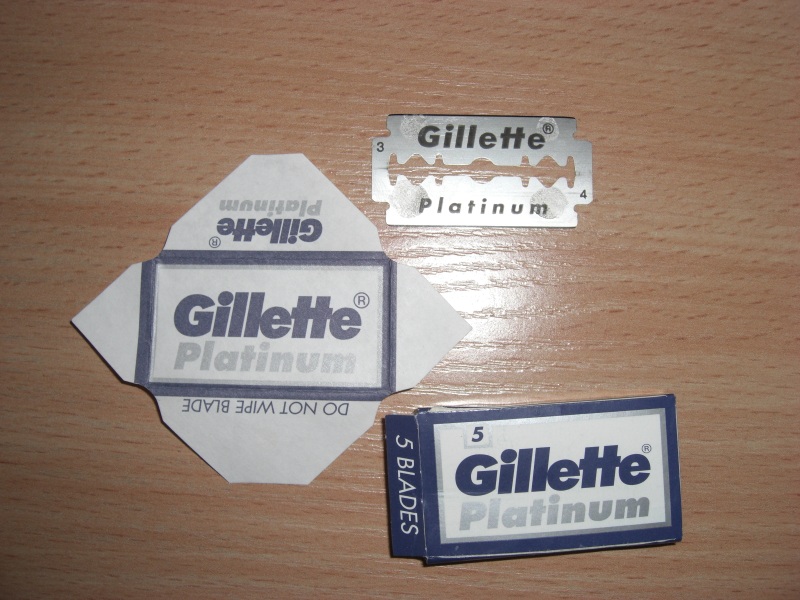 Gillette®
3
4
Platinum
Gillette®
Platinum
Gillette®
Platinum
DO NOT WIPE BLADE
5 BLADES
5
Gillette®
Platinum